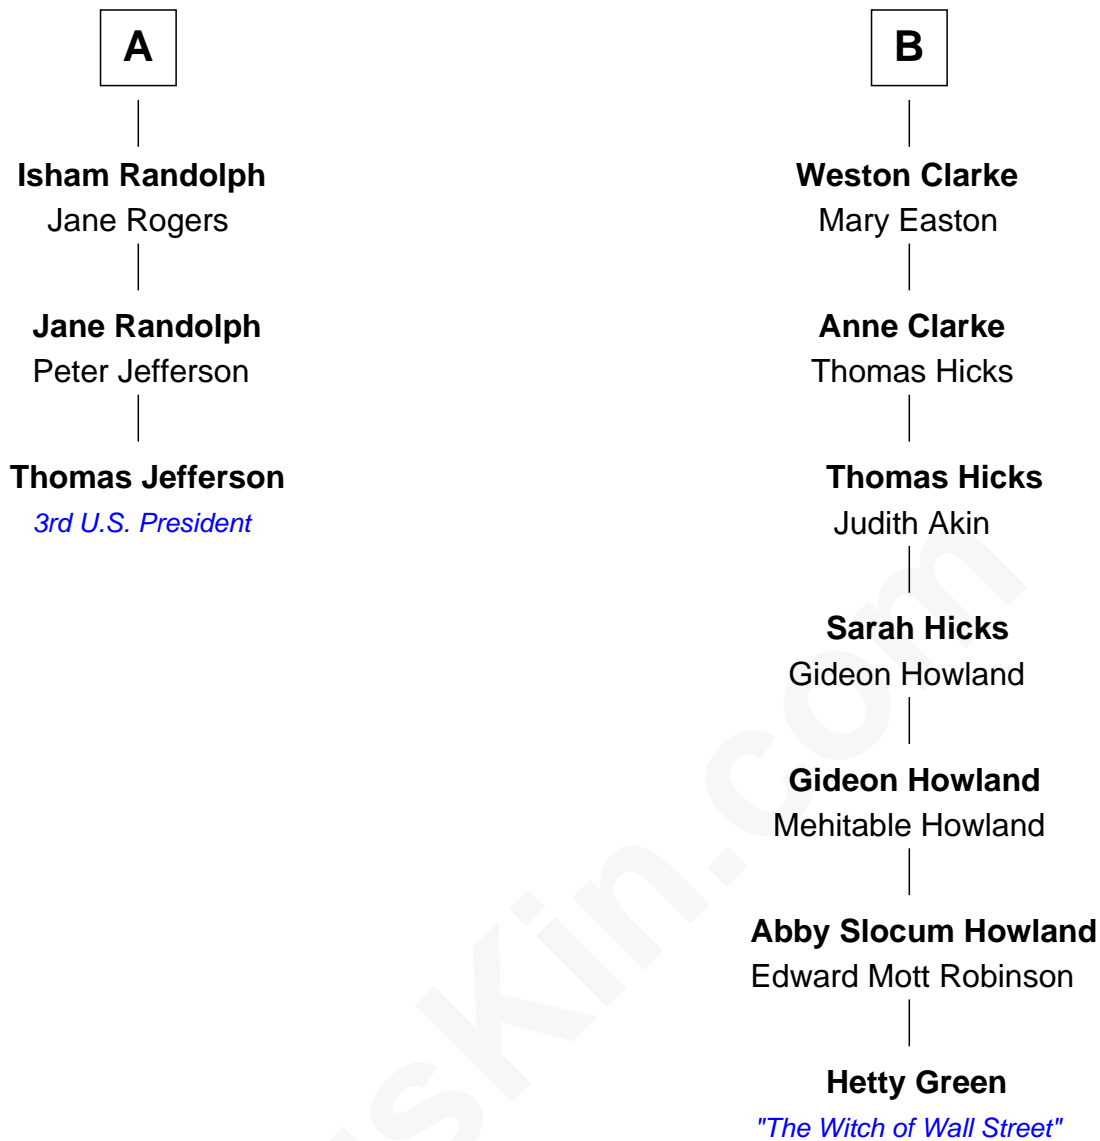 A
Isham Randolph
Jane Rogers
Jane Randolph
Peter Jefferson
Thomas Jefferson
3rd U.S. President
B
Weston Clarke
Mary Easton
Anne Clarke
Thomas Hicks
Thomas Hicks
Judith Akin
Sarah Hicks
Gideon Howland
Gideon Howland
Mehitable Howland
Abby Slocum Howland
Edward Mott Robinson
Hetty Green
"The Witch of Wall Street"
sKin.com